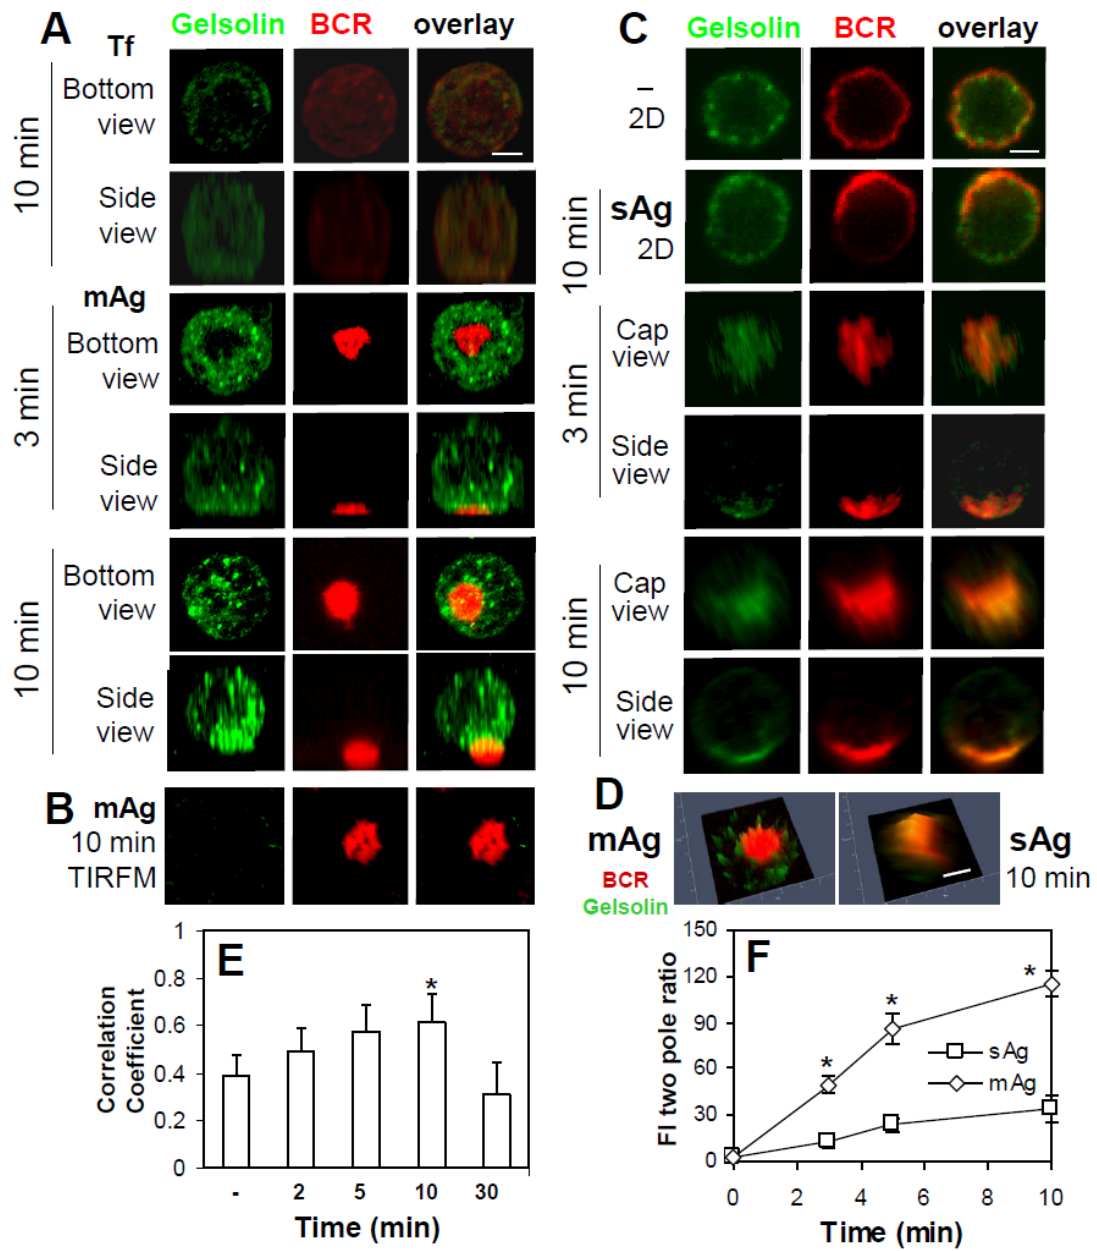 A
Gelsolin BCR overlay
Tf
10 min
Bottom
view
Side
view
mAg
3 min
Bottom
view
Side
view
10 min
Bottom
view
Side
view
B
mAg
10 min
TIRFM
C
Gelsolin BCR overlay
–
2D
10 min
sAg
2D
3 min
Cap
view
Side
view
10 min
Cap
view
Side
view
D
mAg
BCR
Gelsolin
sAg
10 min
E
Correlation
Coefficient
1
0.8
0.6
0.4
0.2
0
*
- 2 5 10 30
Time (min)
F
FI two pole ratio
150
120
90
60
30
0
* * *
sAg
mAg
0 2 4 6 8 10
Time (min)